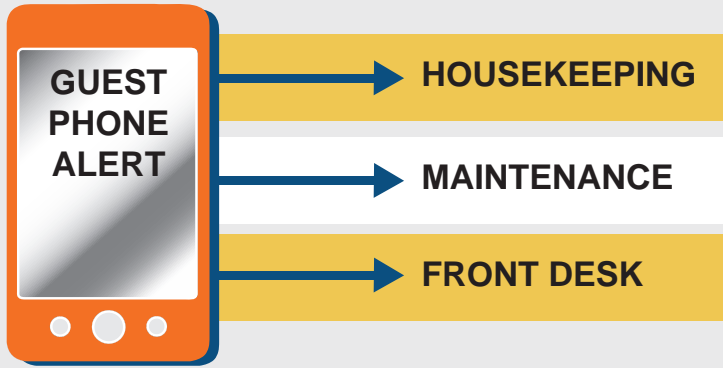 GUEST
PHONE
ALERT
HOUSEKEEPING
MAINTENANCE
FRONT DESK